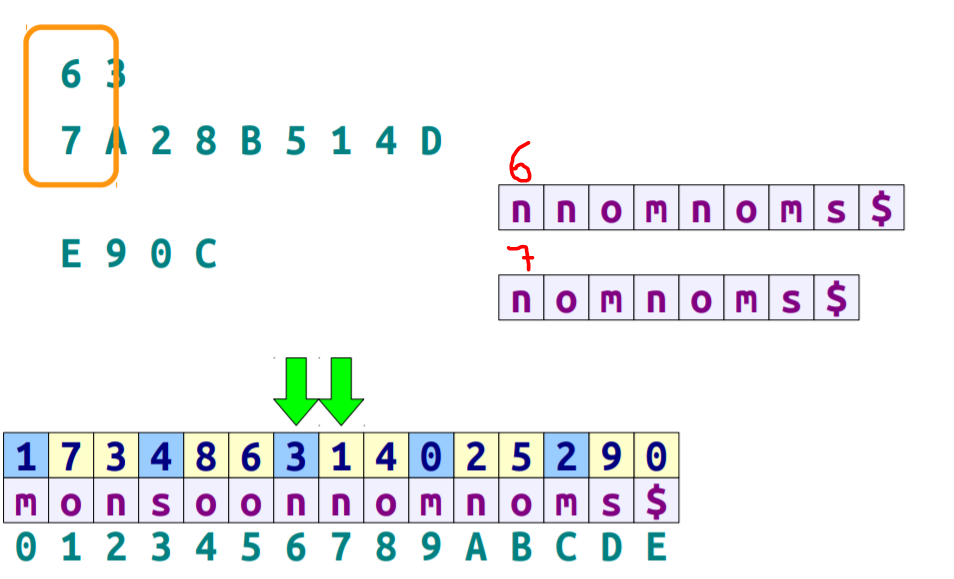 6 3
7 A 2 8 B 5 1 4 D
6
n n o m n o m s $
E 9 0 C
7
n o m n o m s $
1 7 3 4 8 6 3 1 4 0 2 5 2 9 0
m o n s o o n n o m n o m s $
0 1 2 3 4 5 6 7 8 9 A B C D E